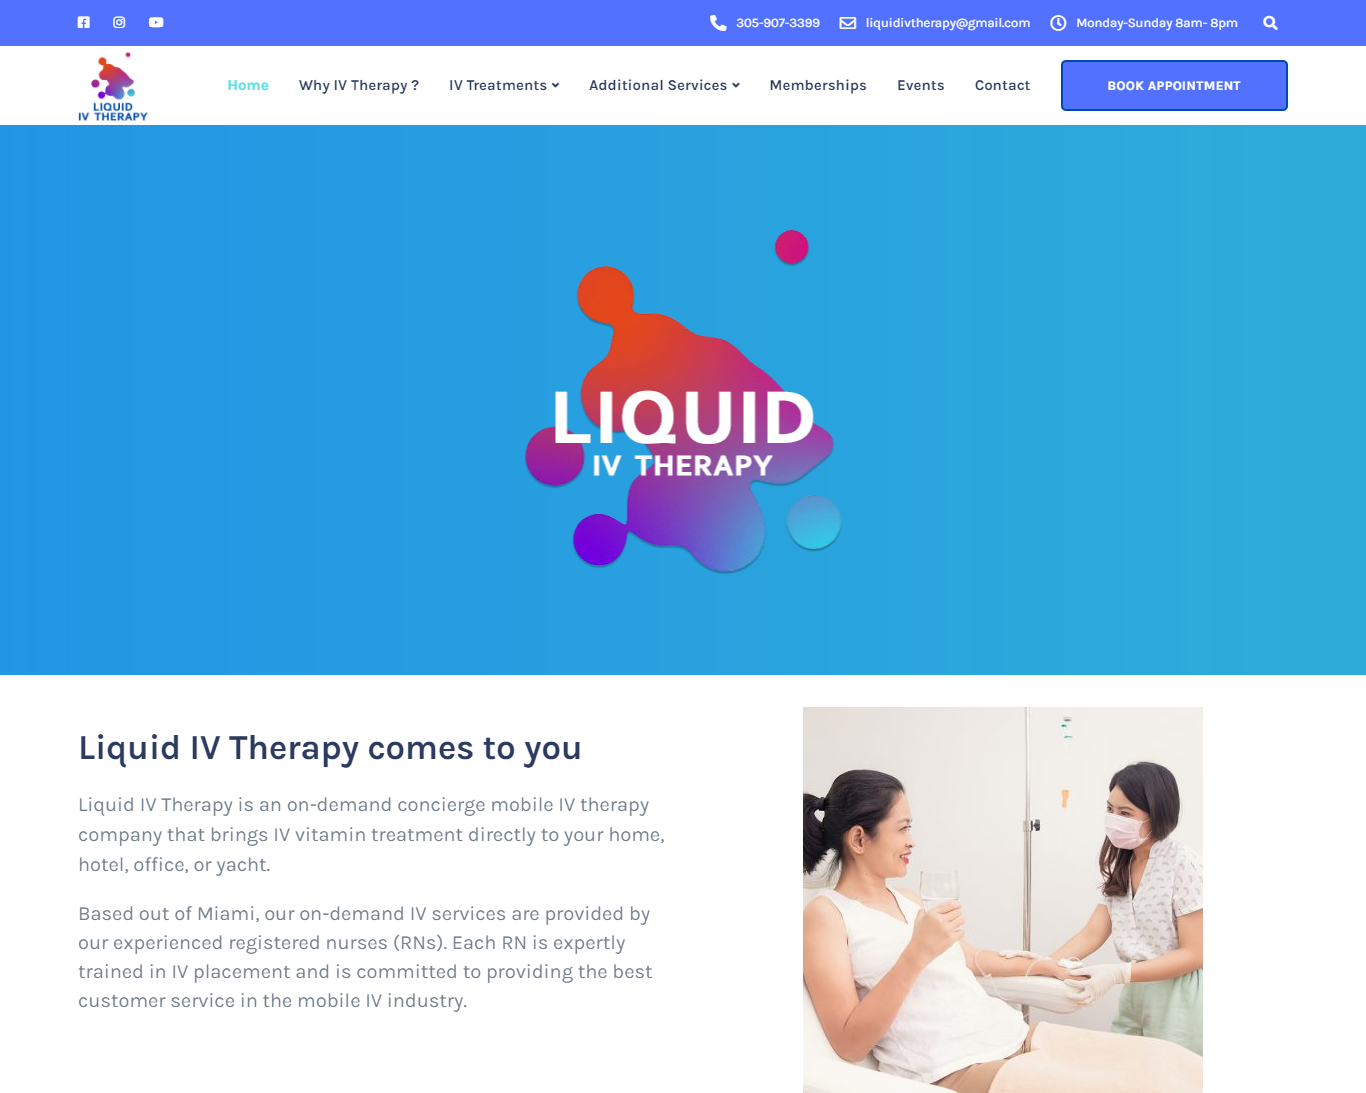 305-907-3399
liquidivtherapy@gmail.com
Monday-Sunday 8am- 8pm
LIQUID
IV THERAPY
Home
Why IV Therapy ?
IV Treatments
Additional Services
Memberships
Events
Contact
BOOK APPOINTMENT
LIQUID
IV THERAPY
Liquid IV Therapy comes to you
Liquid IV Therapy is an on-demand concierge mobile IV therapy
company that brings IV vitamin treatment directly to your home,
hotel, office, or yacht.
Based out of Miami, our on-demand IV services are provided by
our experienced registered nurses (RNs). Each RN is expertly
trained in IV placement and is committed to providing the best
customer service in the mobile IV industry.